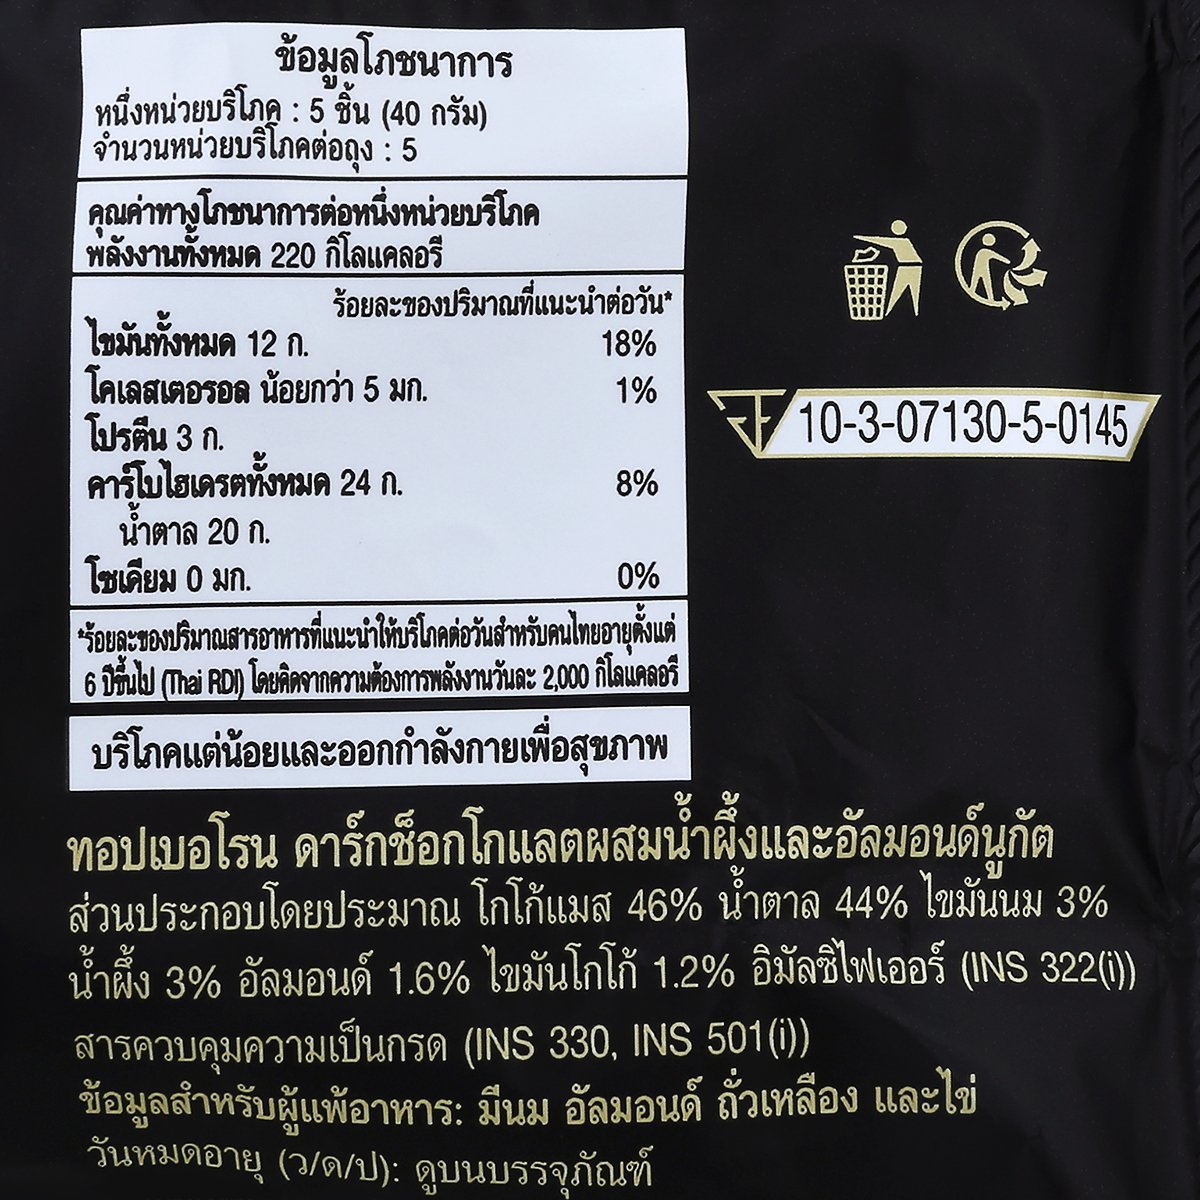 ข้อมูลโภชนาการ
หนึ่งหน่วยบริโภค : 5 ชิ้น (40 กรัม)
จำนวนหน่วยบริโภคต่อถุง : 5
คุณค่าทางโภชนาการต่อหนึ่งหน่วยบริโภค
พลังงานทั้งหมด 220 กิโลแคลอรี
ร้อยละของปริมาณที่แนะนำต่อวัน*
ไขมันทั้งหมด 12 ก. 18%
โคเลสเตอรอล น้อยกว่า 5 มก. 1%
โปรตีน 3 ก.
คาร์โบไฮเดรตทั้งหมด 24 ก. 8%
น้ำตาล 20 ก.
โซเดียม 0 มก. 0%
*ร้อยละของปริมาณสารอาหารที่แนะนำให้บริโภคต่อวันสำหรับคนไทยอายุตั้งแต่
6 ปีขึ้นไป (Thai RDI) โดยคิดจากความต้องการพลังงานวันละ 2,000 กิโลแคลอรี
บริโภคแต่น้อยและออกกำลังกายเพื่อสุขภาพ
10-3-07130-5-0145
ทอปเบอโรน ดาร์กช็อกโกแลตผสมน้ำผึ้งและอัลมอนด์นูกัต
ส่วนประกอบโดยประมาณ โกโก้แมส 46% น้ำตาล 44% ไขมันนม 3%
น้ำผึ้ง 3% อัลมอนด์ 1.6% ไขมันโกโก้ 1.2% อิมัลซิไฟเออร์ (INS 322(i))
สารควบคุมความเป็นกรด (INS 330, INS 501(i))
ข้อมูลสำหรับผู้แพ้อาหาร: มีนม อัลมอนด์ ถั่วเหลือง และไข่
วันหมดอายุ (ว/ด/ป): ดูบนบรรจุภัณฑ์